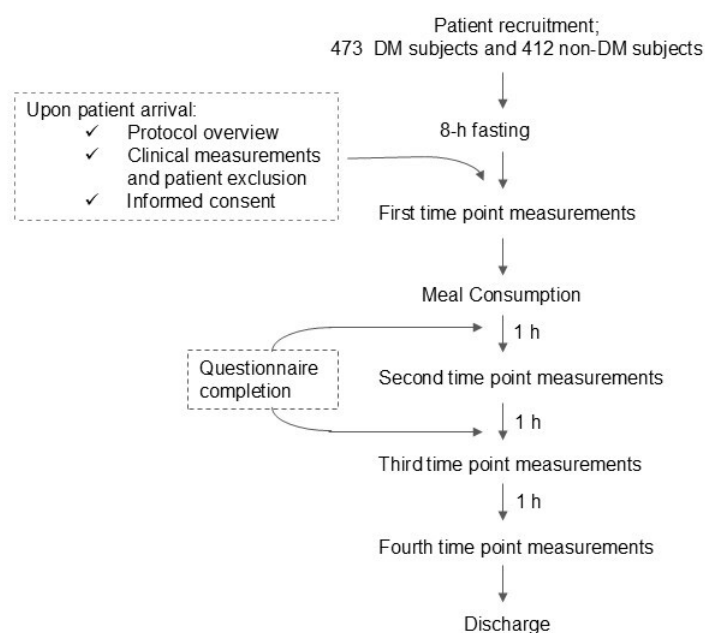 Patient recruitment;
473 DM subjects and 412 non-DM subjects
Upon patient arrival:
✓ Protocol overview
✓ Clinical measurements
and patient exclusion
✓ Informed consent
8-h fasting
First time point measurements
Meal Consumption
1 h
Questionnaire
completion
Second time point measurements
1 h
Third time point measurements
1 h
Fourth time point measurements
Discharge